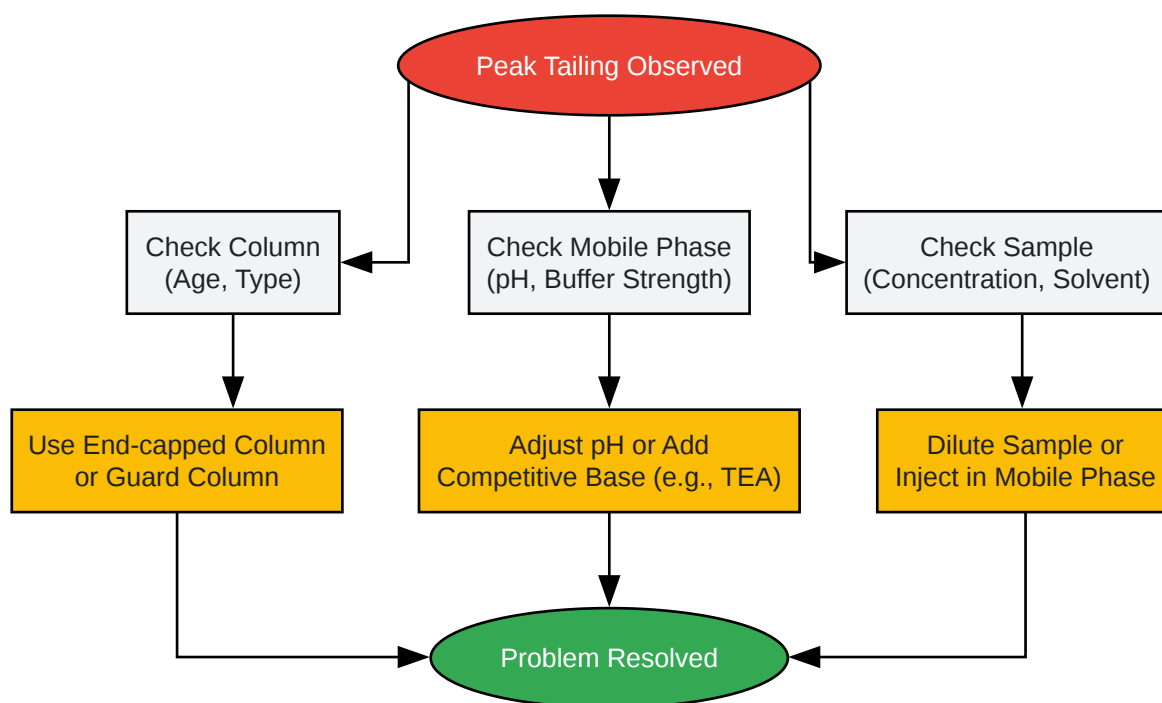 Peak Tailing Observed
Check Column
(Age, Type)
Check Mobile Phase
(pH, Buffer Strength)
Check Sample
(Concentration, Solvent)
Use End-capped Column
or Guard Column
Adjust pH or Add
Competitive Base (e.g., TEA)
Dilute Sample or
Inject in Mobile Phase
Problem Resolved